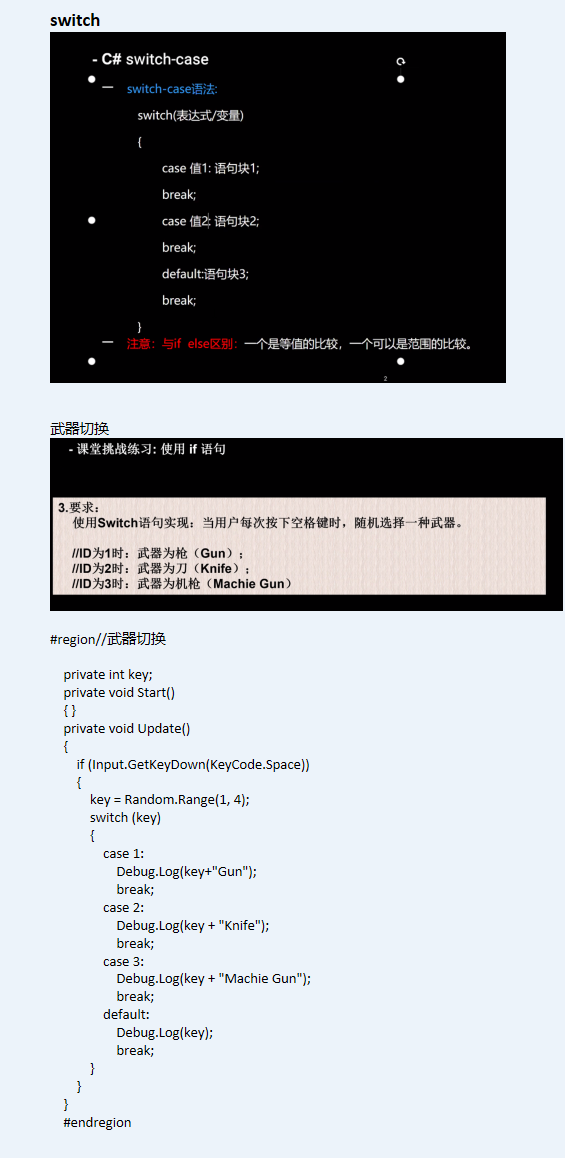 switch
- C# switch-case
— switch-case语法:
switch(表达式/变量)
{
case 值1: 语句块1;
break;
case 值2: 语句块2;
break;
default:语句块3;
break;
}
— 注意：与if else区别：一个是等值的比较，一个可以是范围的比较。
2
武器切换
- 课堂挑战练习: 使用 if 语句
3.要求：
使用Switch语句实现：当用户每次按下空格键时，随机选择一种武器。
//ID为1时：武器为枪（Gun）；
//ID为2时：武器为刀（Knife）；
//ID为3时：武器为机枪（Machie Gun）
#region//武器切换
private int key;
private void Start()
{ }
private void Update()
{
if (Input.GetKeyDown(KeyCode.Space))
{
key = Random.Range(1, 4);
switch (key)
{
case 1:
Debug.Log(key+"Gun");
break;
case 2:
Debug.Log(key + "Knife");
break;
case 3:
Debug.Log(key + "Machie Gun");
break;
default:
Debug.Log(key);
break;
}
}
}
#endregion